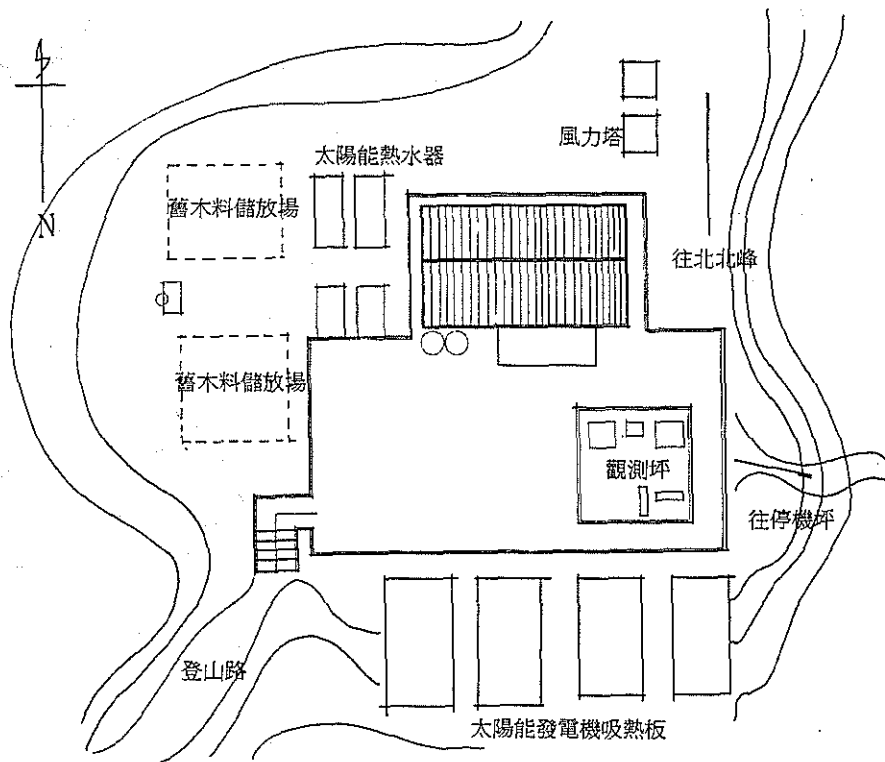 風力塔
太陽能熱水器
舊木料儲放場
N
往北北峰
舊木料儲放場
觀測坪
往停機坪
登山路
太陽能發電機吸熱板